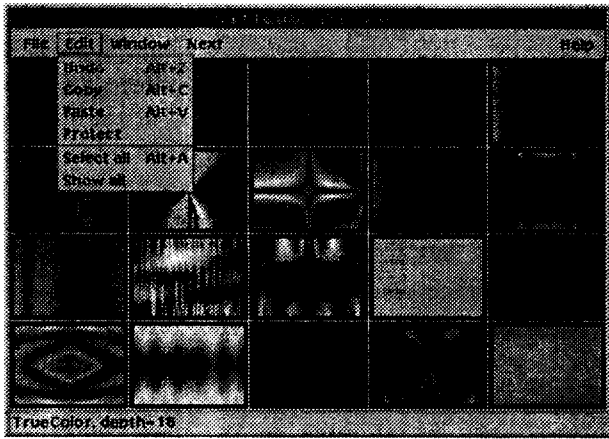 File Edit Window Next Help
Undo Alt+Z
Copy Alt+C
Paste Alt+V
Protect
Select all Alt+A
Show all
TrueColor, depth=16